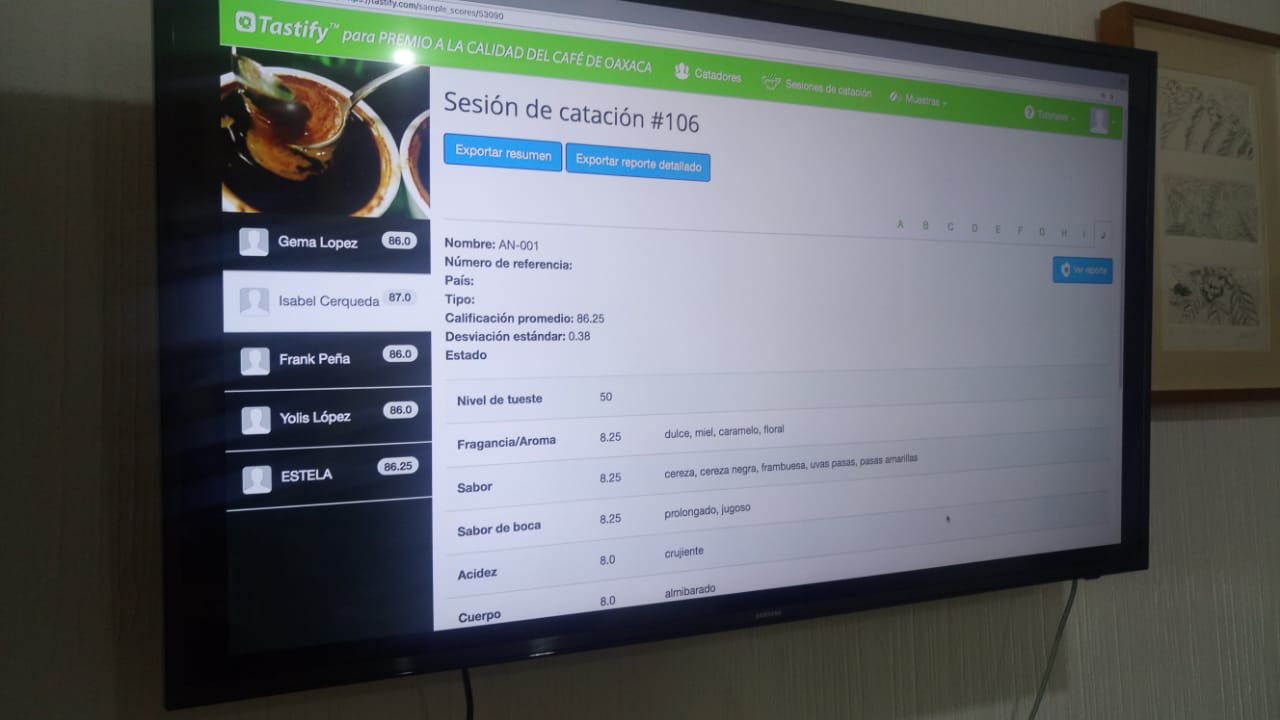 https://tastify.com/sample_scores/53090
Tastify™ para PREMIO A LA CALIDAD DEL CAFÉ DE OAXACA
Catadores
Sesiones de catación
Muestras
Tutoriales
Sesión de catación #106
Exportar resumen
Exportar reporte detallado
A B C D E F G H I J
Ver reporte
Gema Lopez 86.0
Isabel Cerqueda 87.0
Frank Peña 86.0
Yolis López 86.0
ESTELA 86.25
Nombre: AN-001
Número de referencia:
País:
Tipo:
Calificación promedio: 86.25
Desviación estándar: 0.38
Estado
Nivel de tueste 50
Fragancia/Aroma 8.25 dulce, miel, caramelo, floral
Sabor 8.25 cereza, cereza negra, frambuesa, uvas pasas, pasas amarillas
Sabor de boca 8.25 prolongado, jugoso
Acidez 8.0 crujiente
Cuerpo 8.0 almibarado
SAMSUNG